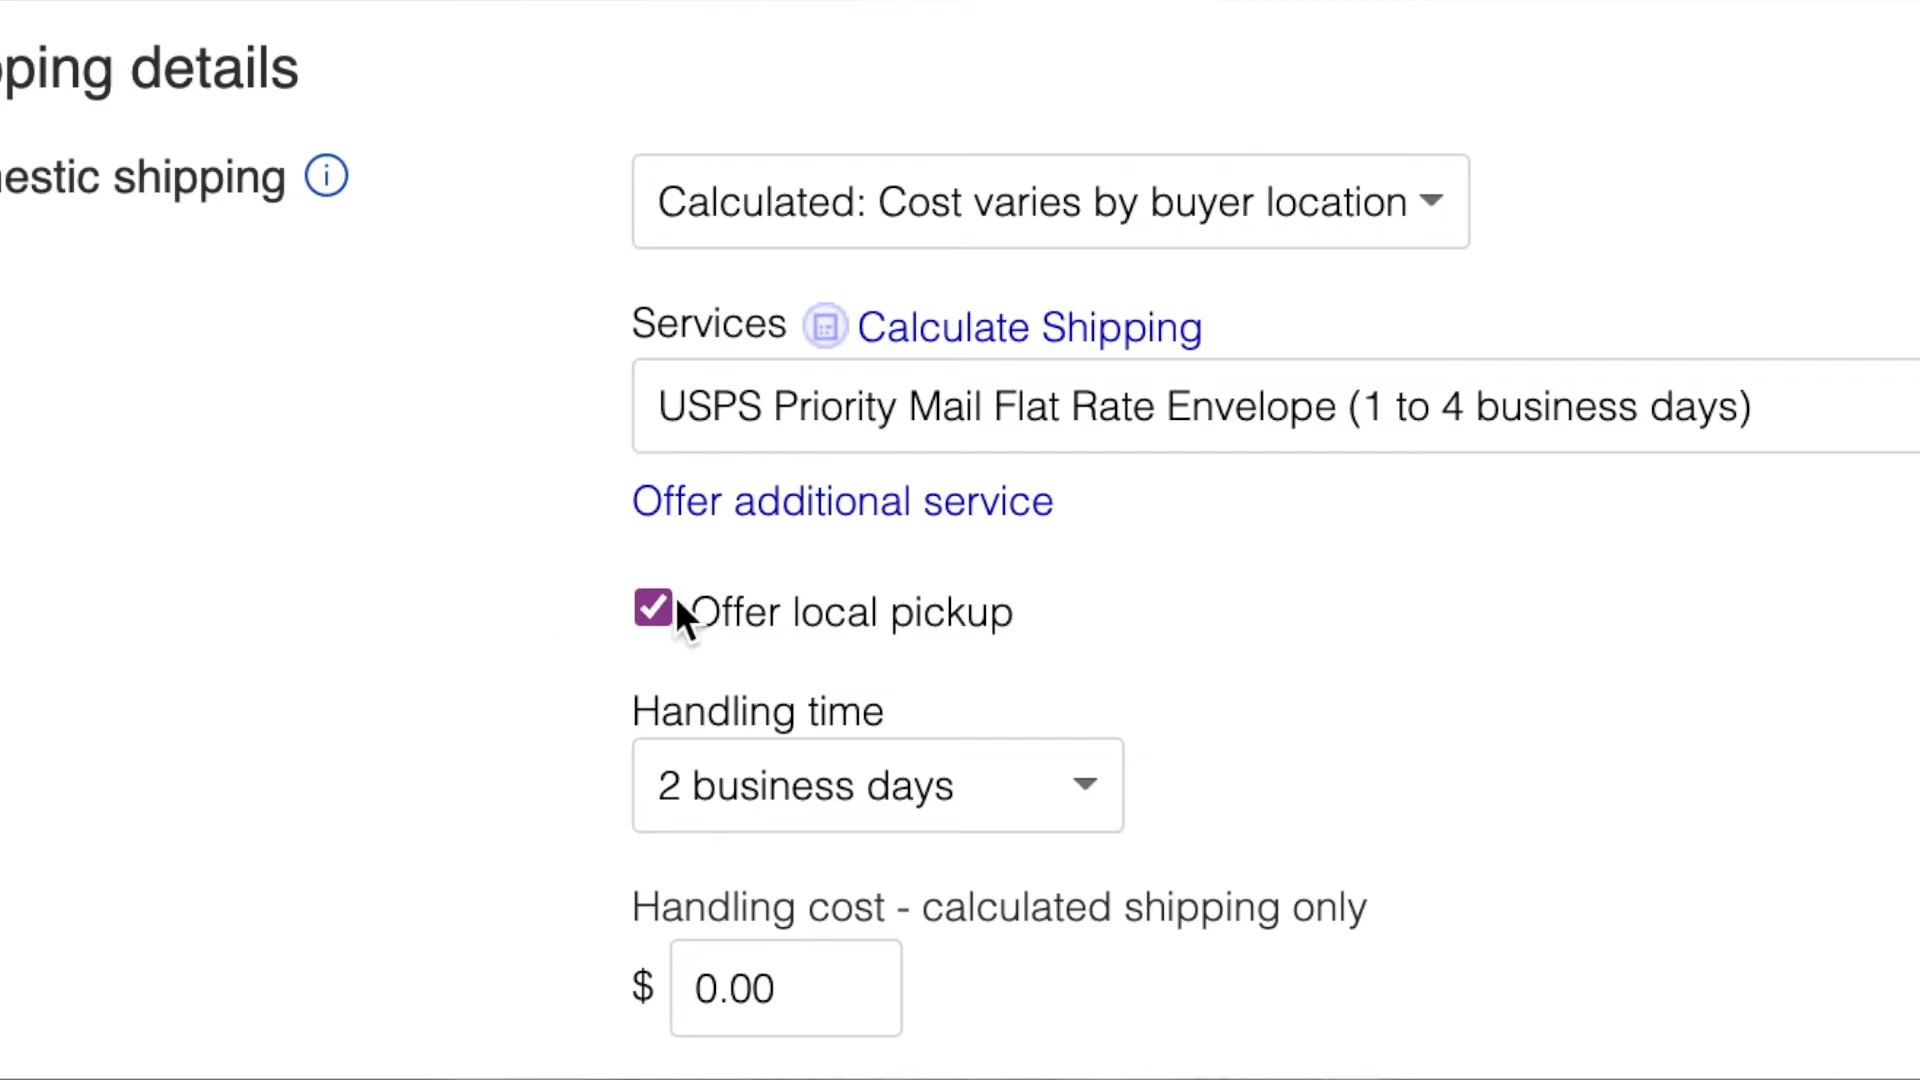 pping details
estic shipping
Calculated: Cost varies by buyer location
Services Calculate Shipping
USPS Priority Mail Flat Rate Envelope (1 to 4 business days)
Offer additional service
Offer local pickup
Handling time
2 business days
Handling cost - calculated shipping only
$ 0.00